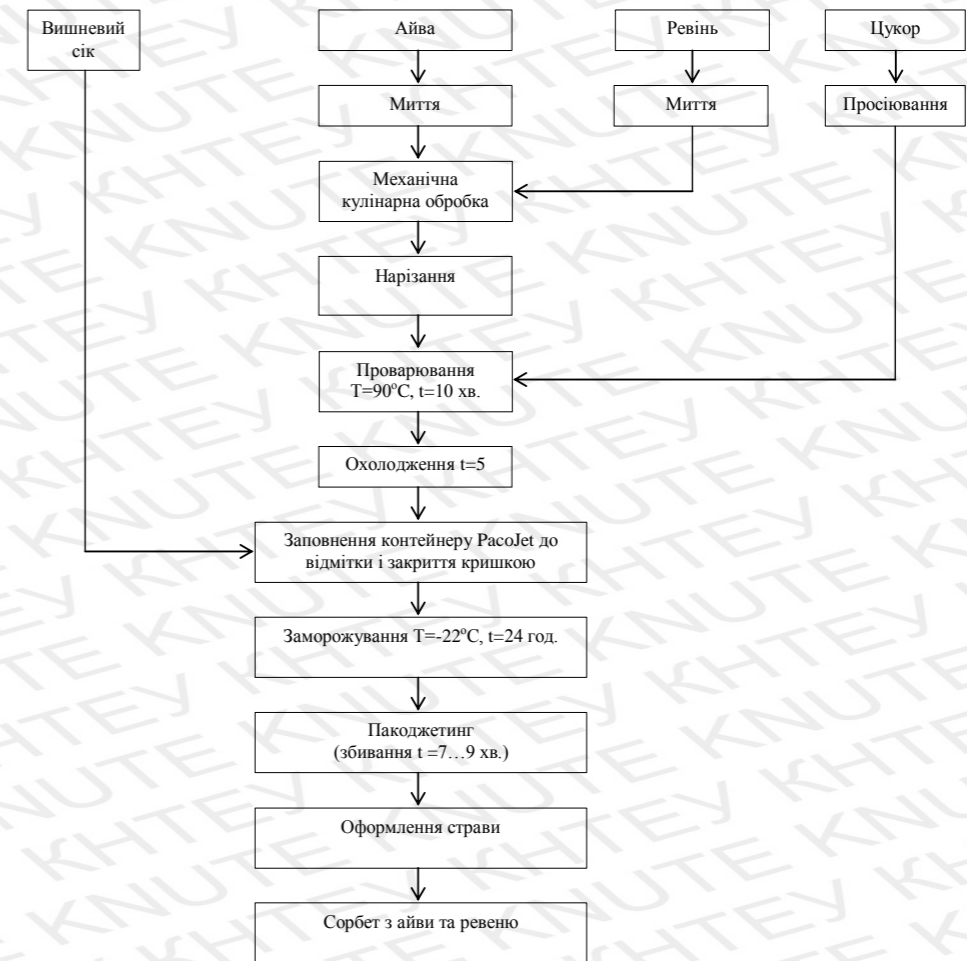 Вишневий
сік
Айва
Ревінь
Цукор
Миття
Миття
Просіювання
Механічна
кулінарна обробка
Нарізання
Проварювання
T=90°C, t=10 хв.
Охолодження t=5
Заповнення контейнеру PacoJet до
відмітки і закриття кришкою
Заморожування T=-22°C, t=24 год.
Пакоджетинг
(збивання t =7…9 хв.)
Оформлення страви
Сорбет з айви та ревеню
КНТЕУ KNUTE